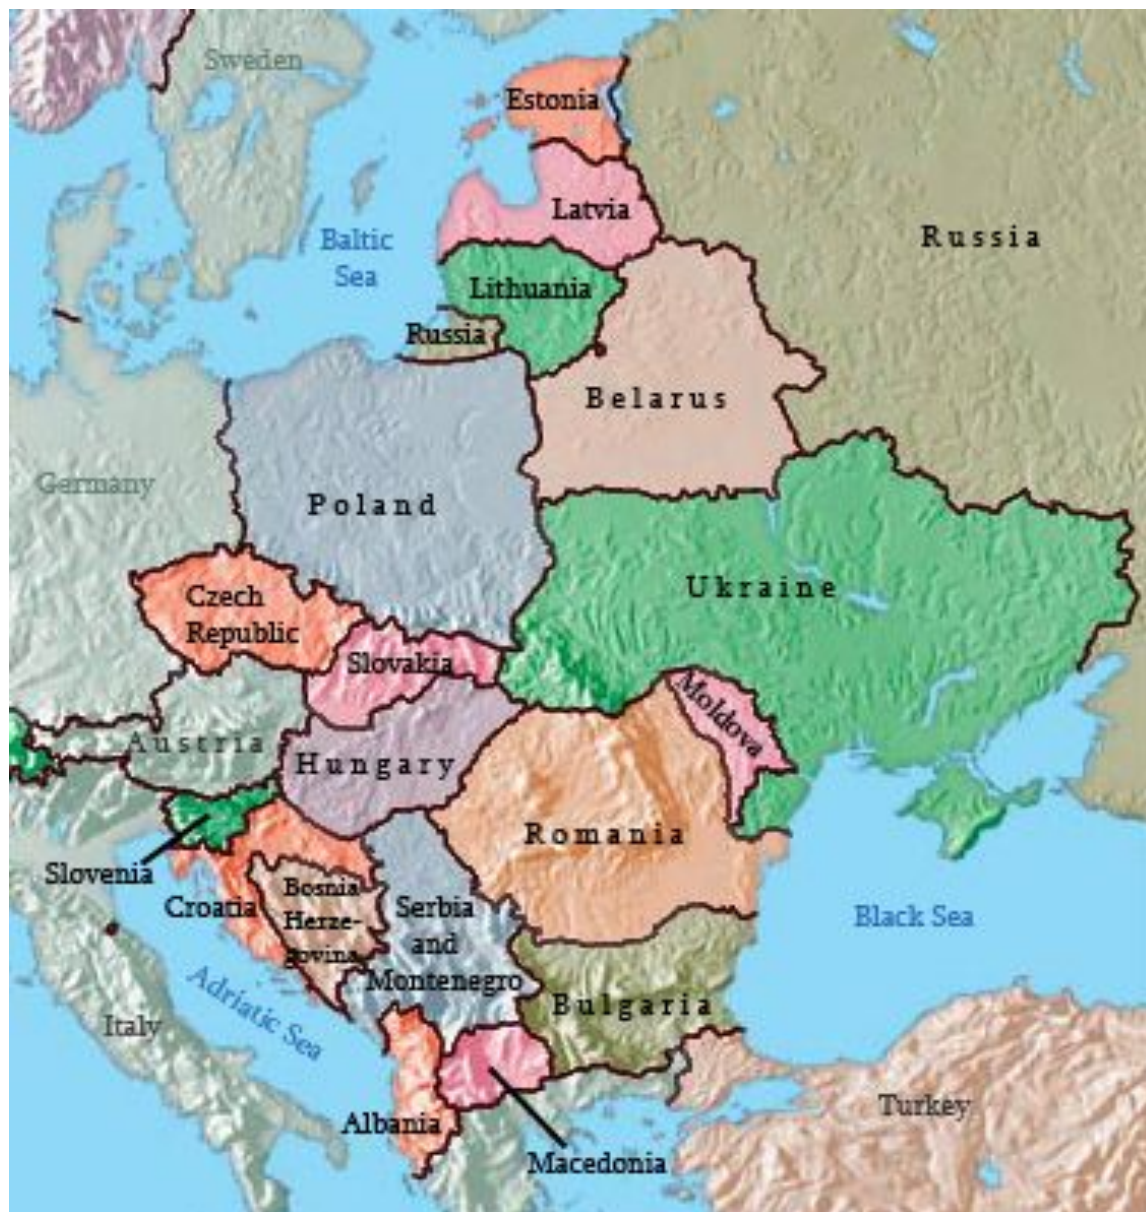 Sweden
Estonia
Latvia
Russia
Baltic
Sea
Lithuania
Russia
Belarus
Germany
Poland
Ukraine
Czech
Republic
Slovakia
Moldova
Austria
Hungary
Romania
Slovenia
Croatia
Bosnia
Herze-
govina
Serbia
and
Montenegro
Black Sea
Adriatic Sea
Bulgaria
Italy
Albania
Macedonia
Turkey